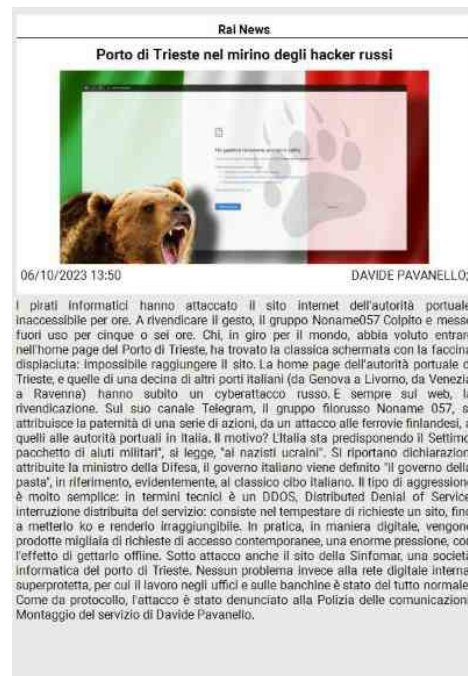 Rai News
Porto di Trieste nel mirino degli hacker russi
06/10/2023 13:50
DAVIDE PAVANELLO;
I pirati informatici hanno attaccato il sito internet dell'autorità portuale
inaccessibile per ore. A rivendicare il gesto, il gruppo Noname057 Colpito e messo
fuori uso per cinque o sei ore. Chi, in giro per il mondo, abbia voluto entrare
nell'home page del Porto di Trieste, ha trovato la classica schermata con la faccina
displaciuta: impossibile raggiungere il sito. La home page dell'autorità portuale d
Trieste, e quelle di una decina di altri porti italiani (da Genova a Livorno, da Venezia
a Ravenna) hanno subito un cyberattacco russo. E sempre sul web, la
rivendicazione. Sul suo canale Telegram, il gruppo filorusso Noname 057, s
attribuisce la paternità di una serie di azioni, da un attacco alle ferrovie finlandesi, a
quelli alle autorità portuali in Italia. Il motivo? L'Italia sta predisponendo il Settimo
pacchetto di aiuti militari", si legge, "ai nazisti ucraini". Si riportano dichiarazion
attribuite la ministro della Difesa, il governo italiano viene definito "il governo della
pasta", in riferimento, evidentemente, al classico cibo italiano. Il tipo di aggressione
è molto semplice: in termini tecnici è un DDOS, Distributed Denial of Service
interruzione distribuita del servizio: consiste nel tempestare di richieste un sito, fino
a metterlo ko e renderlo irraggiungibile. In pratica, in maniera digitale, vengono
prodotte migliaia di richieste di accesso contemporanee, una enorme pressione, con
l'effetto di gettarlo offline. Sotto attacco anche il sito della Sinfomar, una società
informatica del porto di Trieste. Nessun problema invece alla rete digitale interna
superprotetta, per cui il lavoro negli uffici e sulle banchine è stato del tutto normale
Come da protocollo, l'attacco è stato denunciato alla Polizia delle comunicazion
Montaggio del servizio di Davide Pavanello.